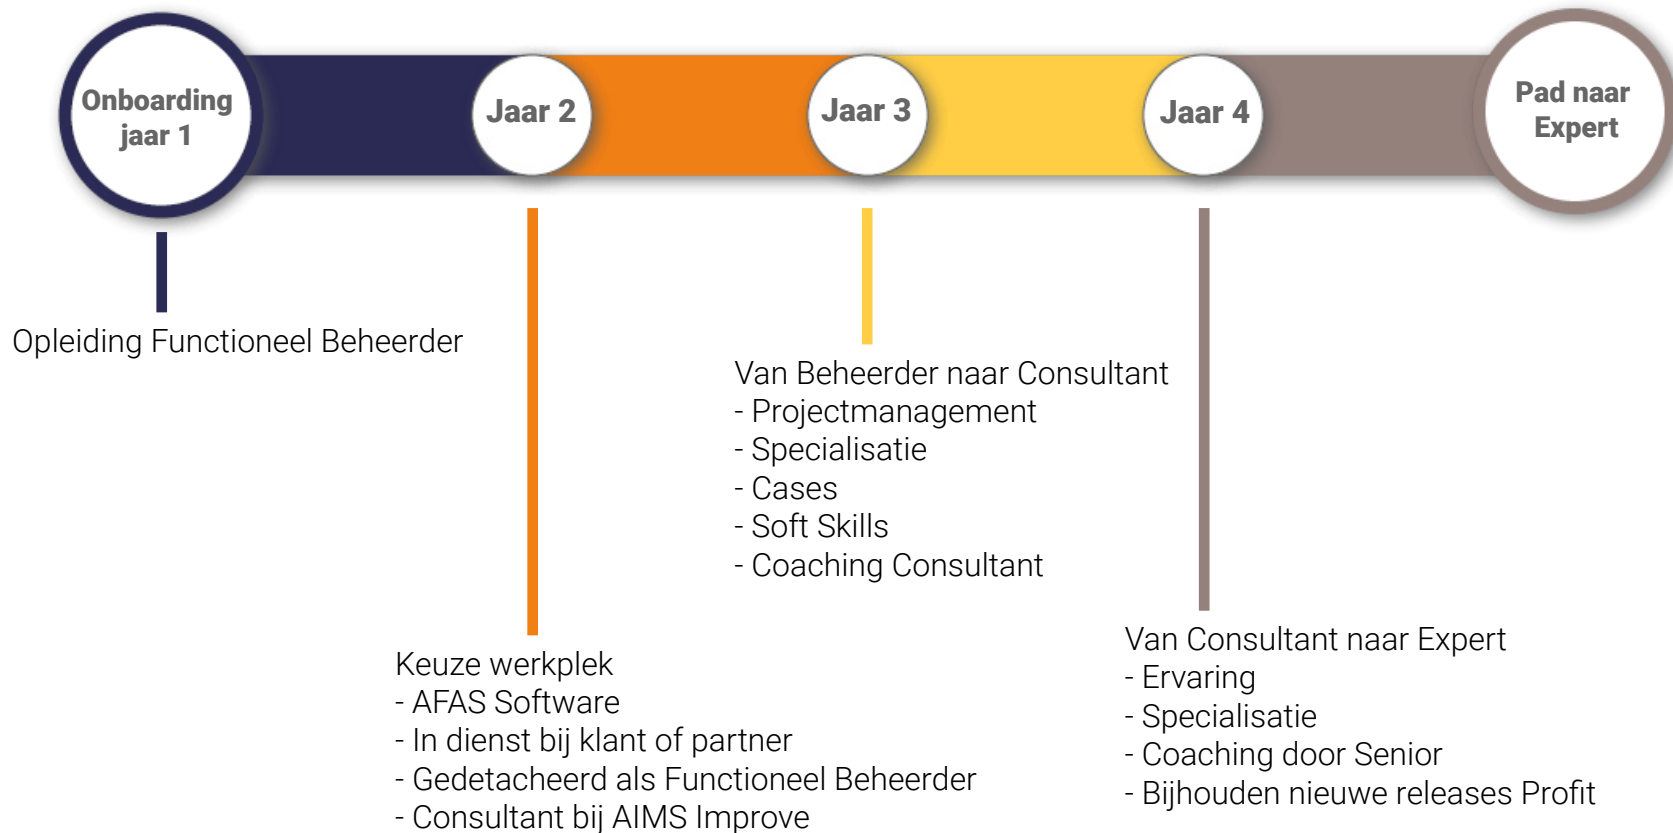 Onboarding
jaar 1
Jaar 2
Jaar 3
Jaar 4
Pad naar
Expert
Opleiding Functioneel Beheerder
Keuze werkplek
- AFAS Software
- In dienst bij klant of partner
- Gedetacheerd als Functioneel Beheerder
- Consultant bij AIMS Improve
Van Beheerder naar Consultant
- Projectmanagement
- Specialisatie
- Cases
- Soft Skills
- Coaching Consultant
Van Consultant naar Expert
- Ervaring
- Specialisatie
- Coaching door Senior
- Bijhouden nieuwe releases Profit